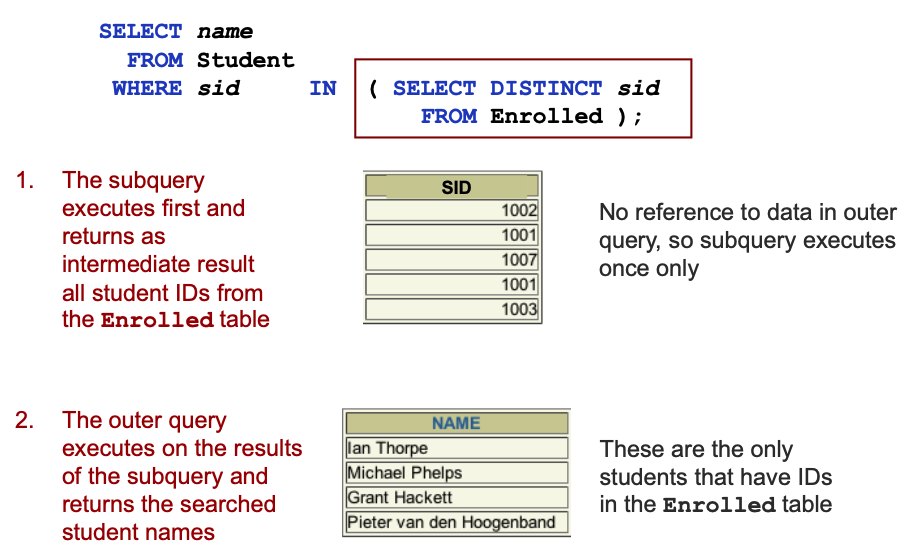 SELECT name
FROM Student
WHERE sid IN ( SELECT DISTINCT sid
FROM Enrolled );
1. The subquery
executes first and
returns as
intermediate result
all student IDs from
the Enrolled table
SID
1002
1001
1007
1001
1003
No reference to data in outer
query, so subquery executes
once only
2. The outer query
executes on the results
of the subquery and
returns the searched
student names
NAME
Ian Thorpe
Michael Phelps
Grant Hackett
Pieter van den Hoogenband
These are the only
students that have IDs
in the Enrolled table